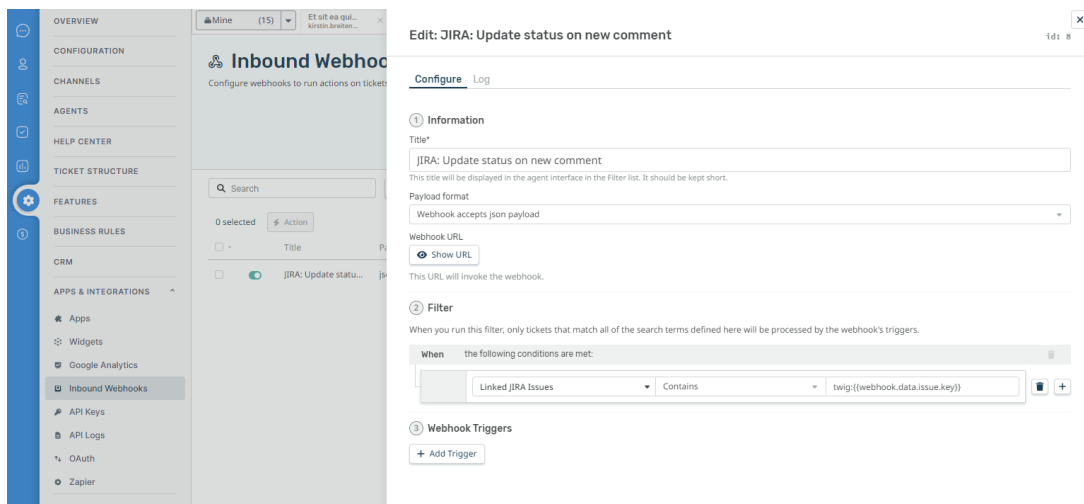 OVERVIEW
CONFIGURATION
CHANNELS
AGENTS
HELP CENTER
TICKET STRUCTURE
FEATURES
BUSINESS RULES
CRM
APPS & INTEGRATIONS
Apps
Widgets
Google Analytics
Inbound Webhooks
API Keys
API Logs
OAuth
Zapier
Mine (15)
Et sit ea qui...
kirstin.breiten...
Inbound Webhoo
Configure webhooks to run actions on ticket
Search
0 selected
Action
Title
Pa
JIRA: Update statu...
js
Edit: JIRA: Update status on new comment
id: 8
Configure Log
1 Information
Title*
JIRA: Update status on new comment
This title will be displayed in the agent interface in the Filter list. It should be kept short.
Payload format
Webhook accepts json payload
Webhook URL
Show URL
This URL will invoke the webhook.
2 Filter
When you run this filter, only tickets that match all of the search terms defined here will be processed by the webhook's triggers.
When the following conditions are met:
Linked JIRA Issues Contains twig:{{webhook.data.issue.key}}
3 Webhook Triggers
+ Add Trigger